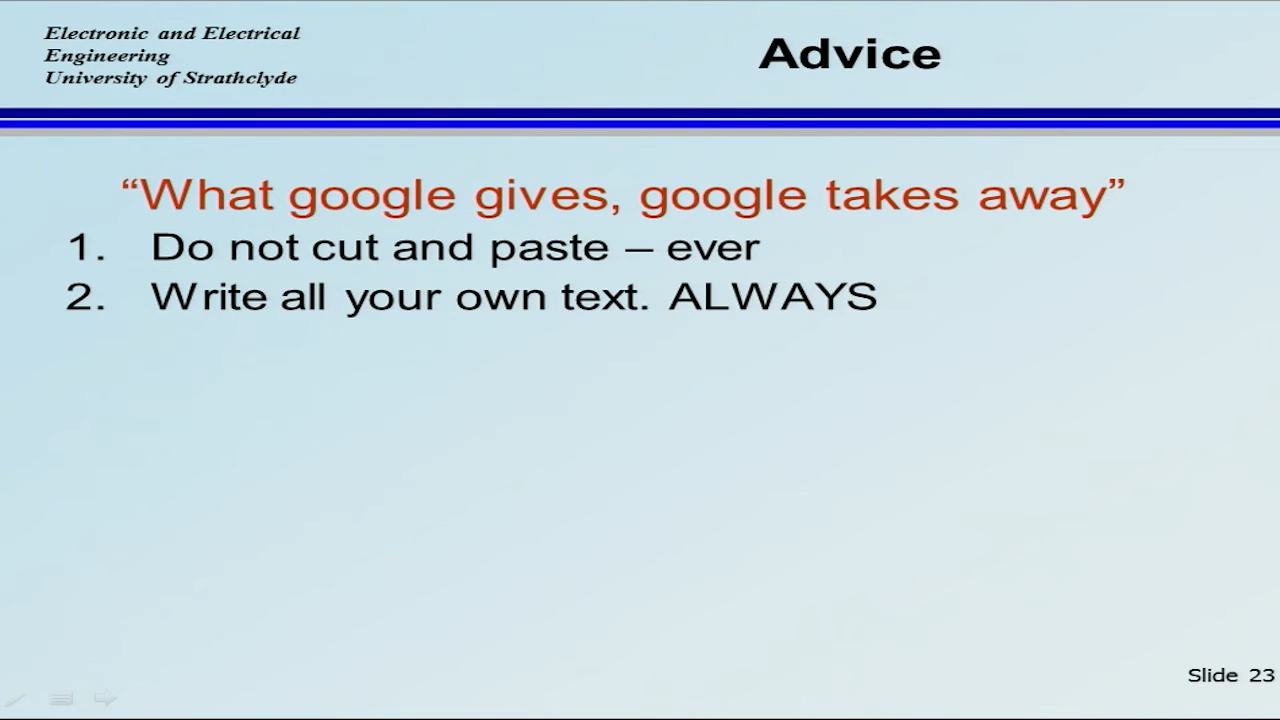 Electronic and Electrical
Engineering
University of Strathclyde
Advice
“What google gives, google takes away”
1. Do not cut and paste – ever
2. Write all your own text. ALWAYS
Slide 23